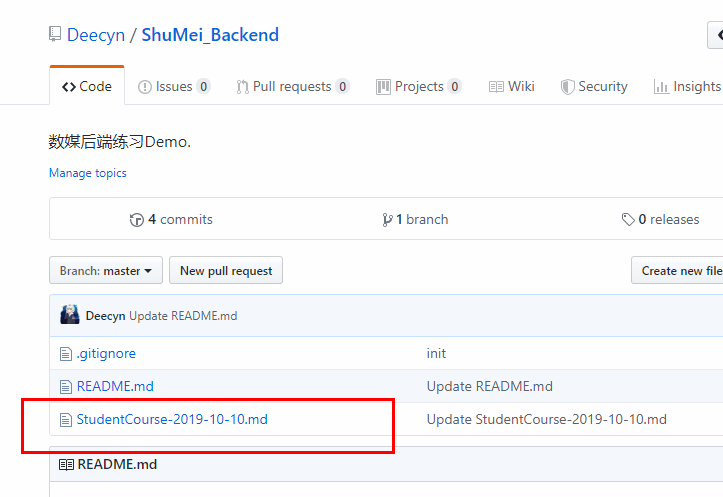 Deecyn / ShuMei_Backend
Code Issues 0 Pull requests 0 Projects 0 Wiki Security Insights
数媒后端练习Demo.
Manage topics
4 commits 1 branch 0 releases
Branch: master New pull request Create new file
Deecyn Update README.md
.gitignore init
README.md Update README.md
StudentCourse-2019-10-10.md Update StudentCourse-2019-10-10.md
README.md